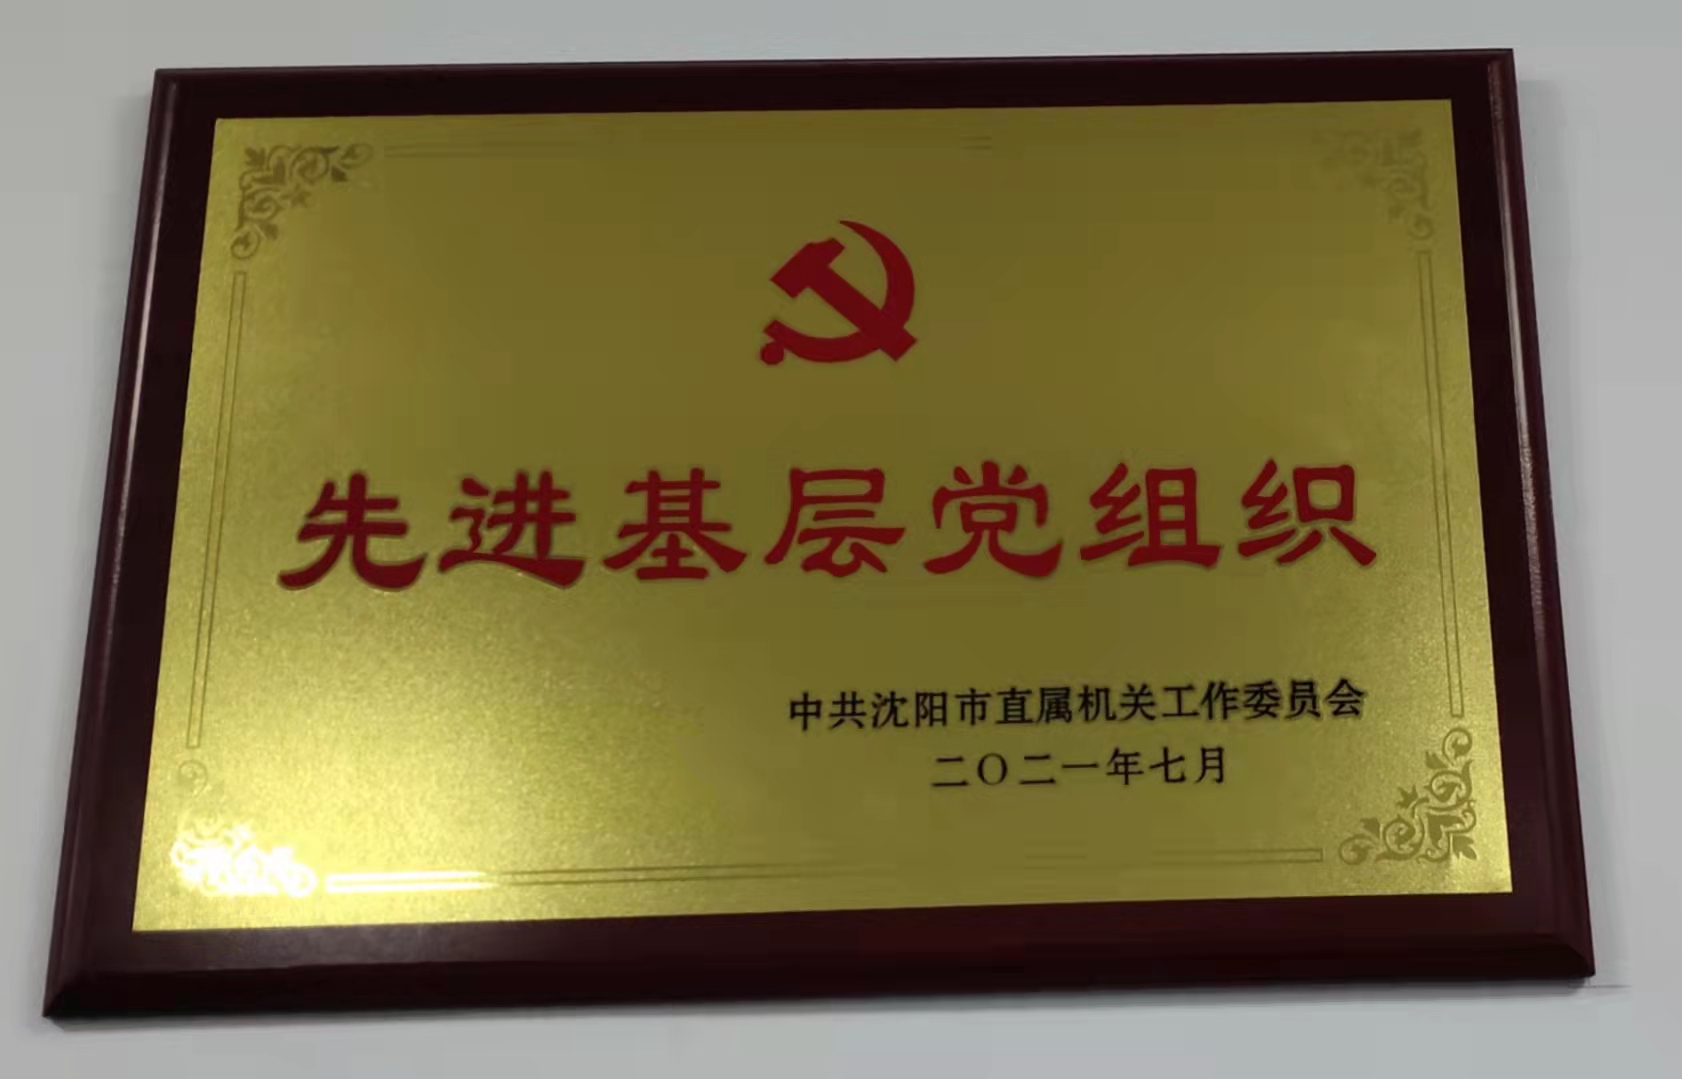 先进基层党组织
中共沈阳市直属机关工作委员会
二〇二一年七月